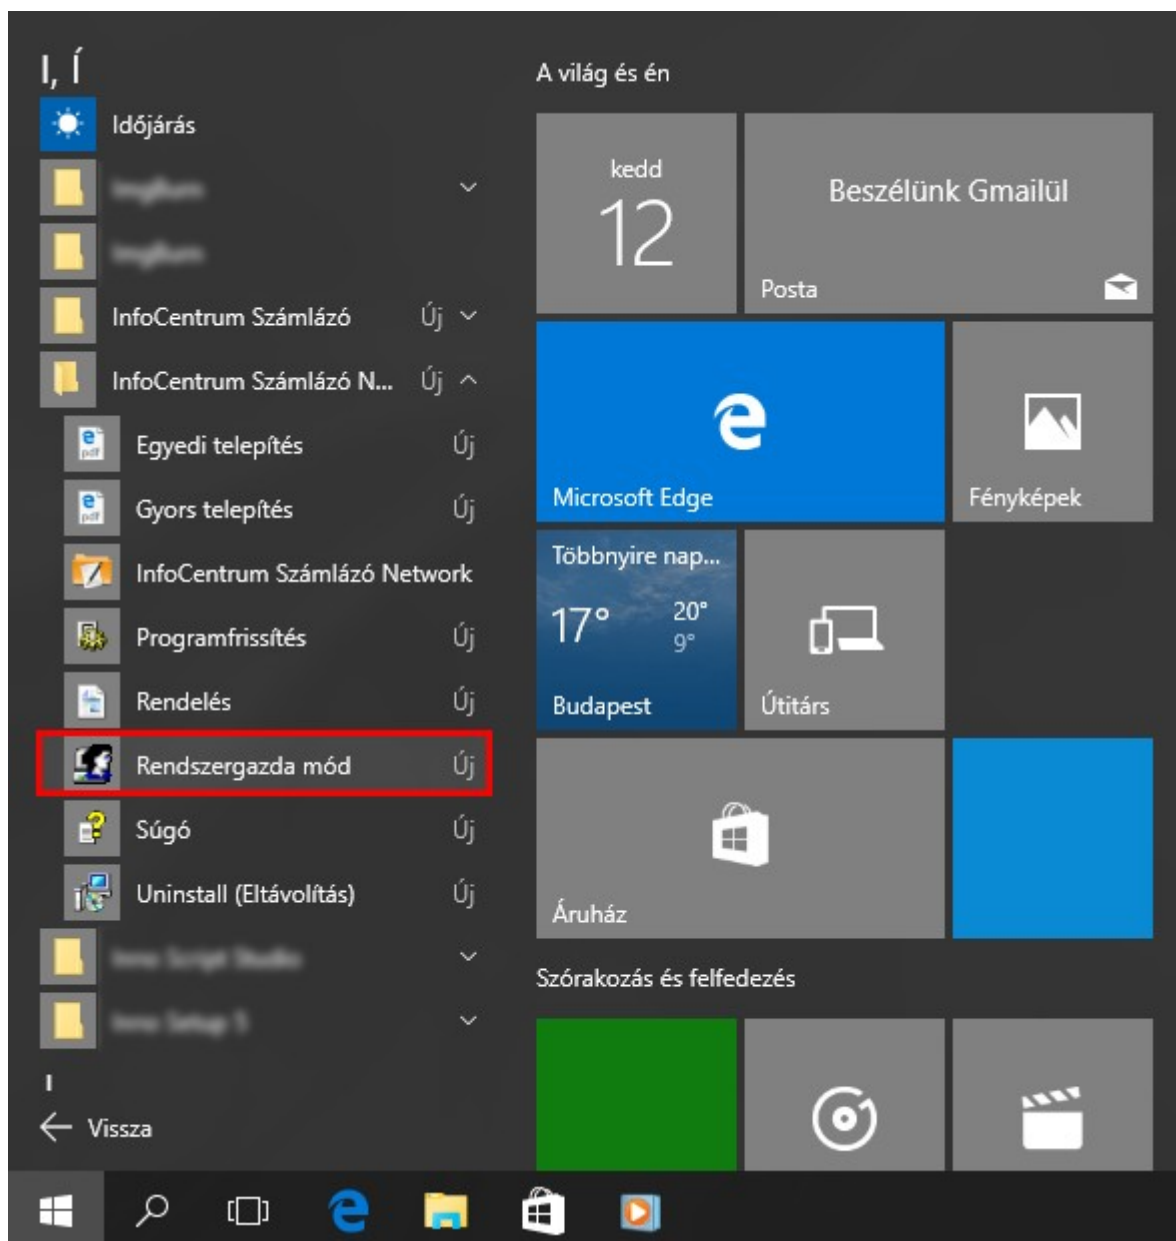 I, Í
Időjárás
InfoCentrum Számlázó Új
InfoCentrum Számlázó N... Új
Egyedi telepítés Új
Gyors telepítés Új
InfoCentrum Számlázó Network
Programfrissítés Új
Rendelés Új
Rendszergazda mód Új
Súgó Új
Uninstall (Eltávolítás) Új
Vissza
A világ és én
kedd
12
Beszélünk Gmailül
Posta
Microsoft Edge
Fényképek
Többnyire nap...
17° 20°
9°
Budapest
Útitárs
Áruház
Szórakozás és felfedezés